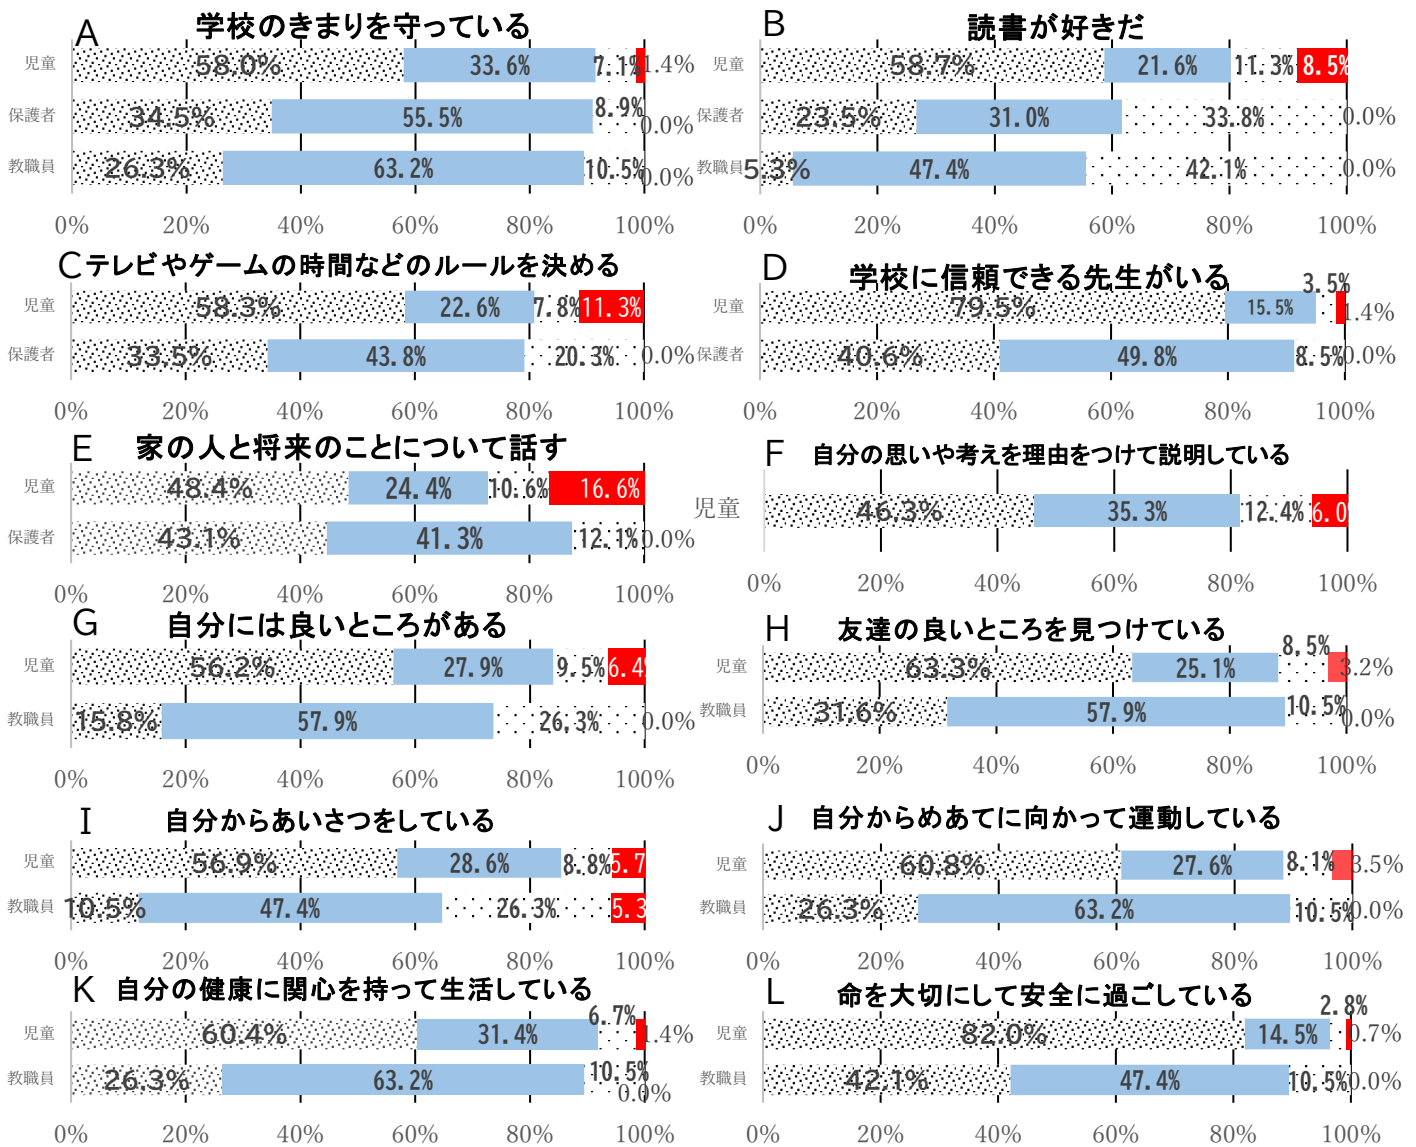 A 学校のきまりを守っている
児童 58.0% 33.6% 7.1% 1.4%
保護者 34.5% 55.5% 8.9% 0.0%
教職員 26.3% 63.2% 10.5% 0.0%
0% 20% 40% 60% 80% 100%
B 読書が好きだ
児童 58.7% 21.6% 11.3% 8.5%
保護者 23.5% 31.0% 33.8% 0.0%
教職員 5.3% 47.4% 42.1% 0.0%
0% 20% 40% 60% 80% 100%
C テレビやゲームの時間などのルールを決める
児童 58.3% 22.6% 7.8% 11.3%
保護者 33.5% 43.8% 20.3% 0.0%
0% 20% 40% 60% 80% 100%
D 学校に信頼できる先生がいる
児童 79.5% 15.5% 3.5% 1.4%
保護者 40.6% 49.8% 8.5% 0.0%
0% 20% 40% 60% 80% 100%
E 家の人と将来のことについて話す
児童 48.4% 24.4% 10.6% 16.6%
保護者 43.1% 41.3% 12.1% 0.0%
0% 20% 40% 60% 80% 100%
F 自分の思いや考えを理由をつけて説明している
児童 46.3% 35.3% 12.4% 6.0
0% 20% 40% 60% 80% 100%
G 自分には良いところがある
児童 56.2% 27.9% 9.5% 6.4
教職員 15.8% 57.9% 26.3% 0.0%
0% 20% 40% 60% 80% 100%
H 友達の良いところを見つけている
児童 63.3% 25.1% 8.5% 3.2%
教職員 31.6% 57.9% 10.5% 0.0%
0% 20% 40% 60% 80% 100%
I 自分からあいさつをしている
児童 56.9% 28.6% 8.8% 5.7
教職員 10.5% 47.4% 26.3% 5.3
0% 20% 40% 60% 80% 100%
J 自分からめあてに向かって運動している
児童 60.8% 27.6% 8.1% 3.5%
教職員 26.3% 63.2% 10.5% 0.0%
0% 20% 40% 60% 80% 100%
K 自分の健康に関心を持って生活している
児童 60.4% 31.4% 6.7% 1.4%
教職員 26.3% 63.2% 10.5% 0.0%
0% 20% 40% 60% 80% 100%
L 命を大切にして安全に過ごしている
児童 82.0% 14.5% 2.8% 0.7%
教職員 42.1% 47.4% 10.5% 0.0%
0% 20% 40% 60% 80% 100%